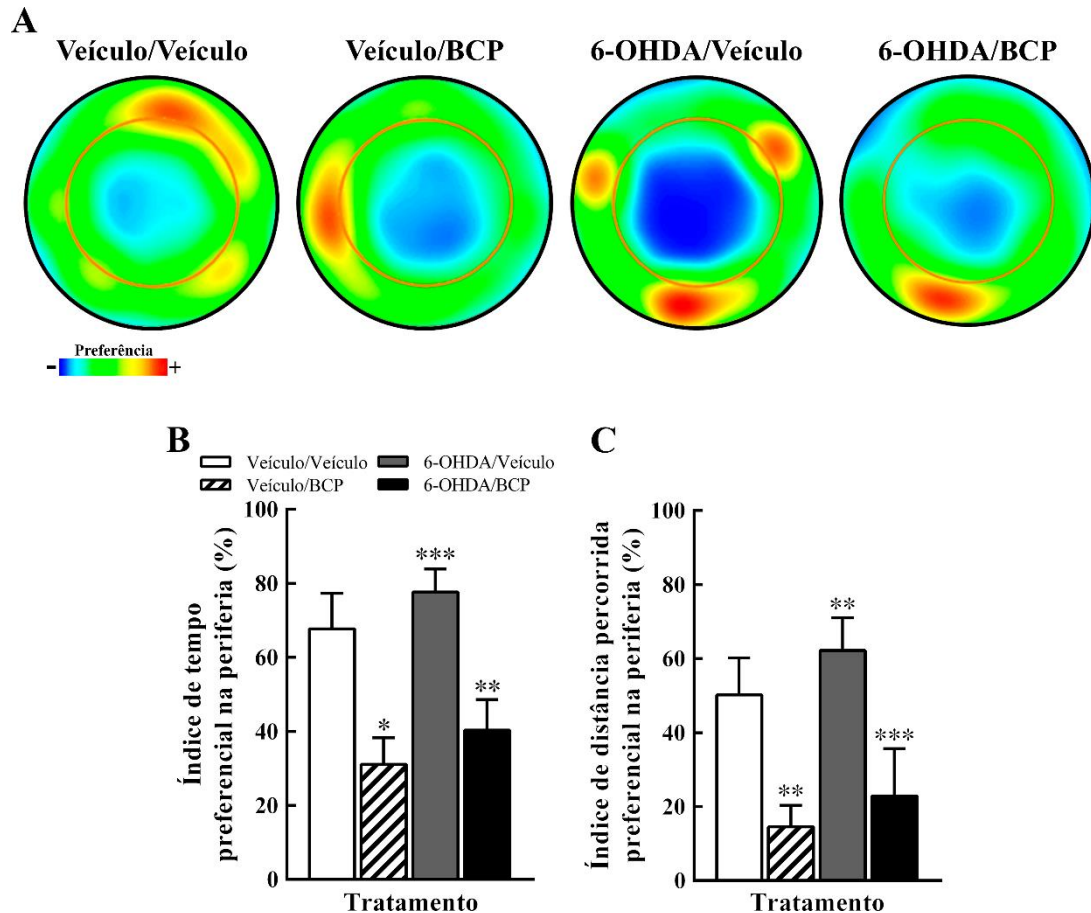 A
Veículo/Veículo
Veículo/BCP
6-OHDA/Veículo
6-OHDA/BCP
Preferência
- +
B
Veículo/Veículo
6-OHDA/Veículo
Veículo/BCP
6-OHDA/BCP
Índice de tempo
preferencial na periferia (%)
100
80
60
40
20
0
*
***
**
Tratamento
C
Índice de distância percorrida
preferencial na periferia (%)
100
80
60
40
20
0
**
**
***
Tratamento